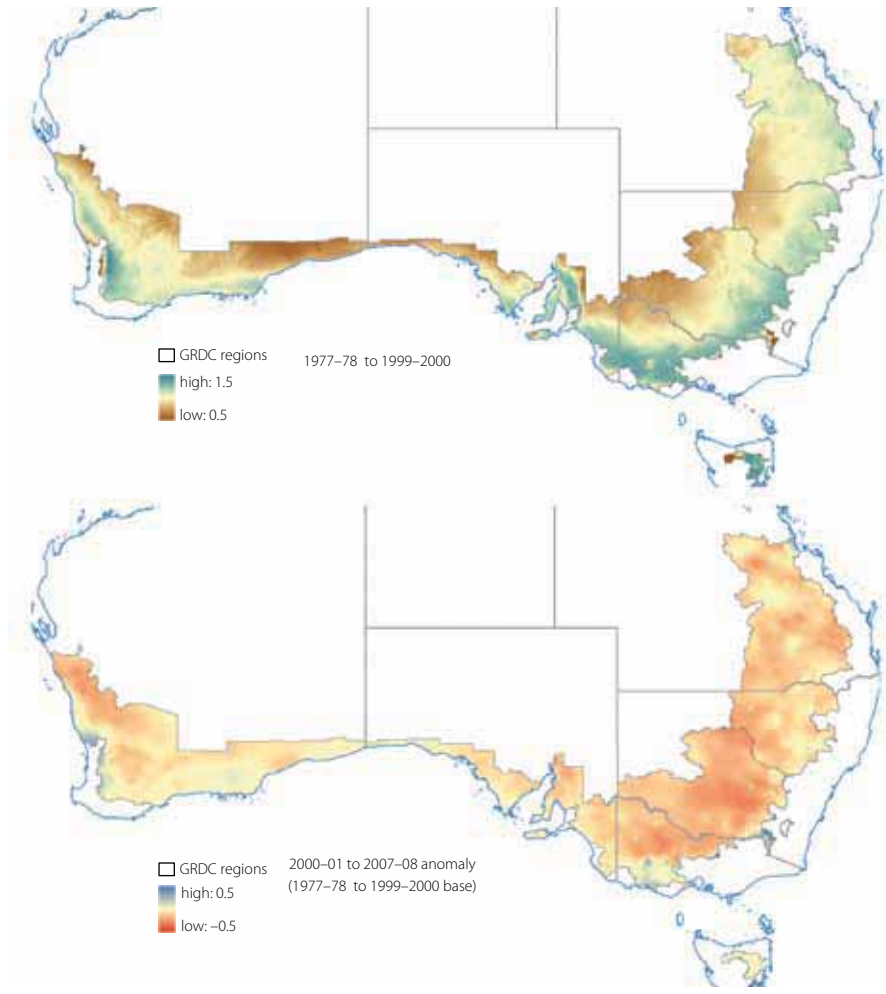 GRDC regions
1977–78 to 1999–2000
high: 1.5
low: 0.5
GRDC regions
2000–01 to 2007–08 anomaly
(1977–78 to 1999–2000 base)
high: 0.5
low: –0.5